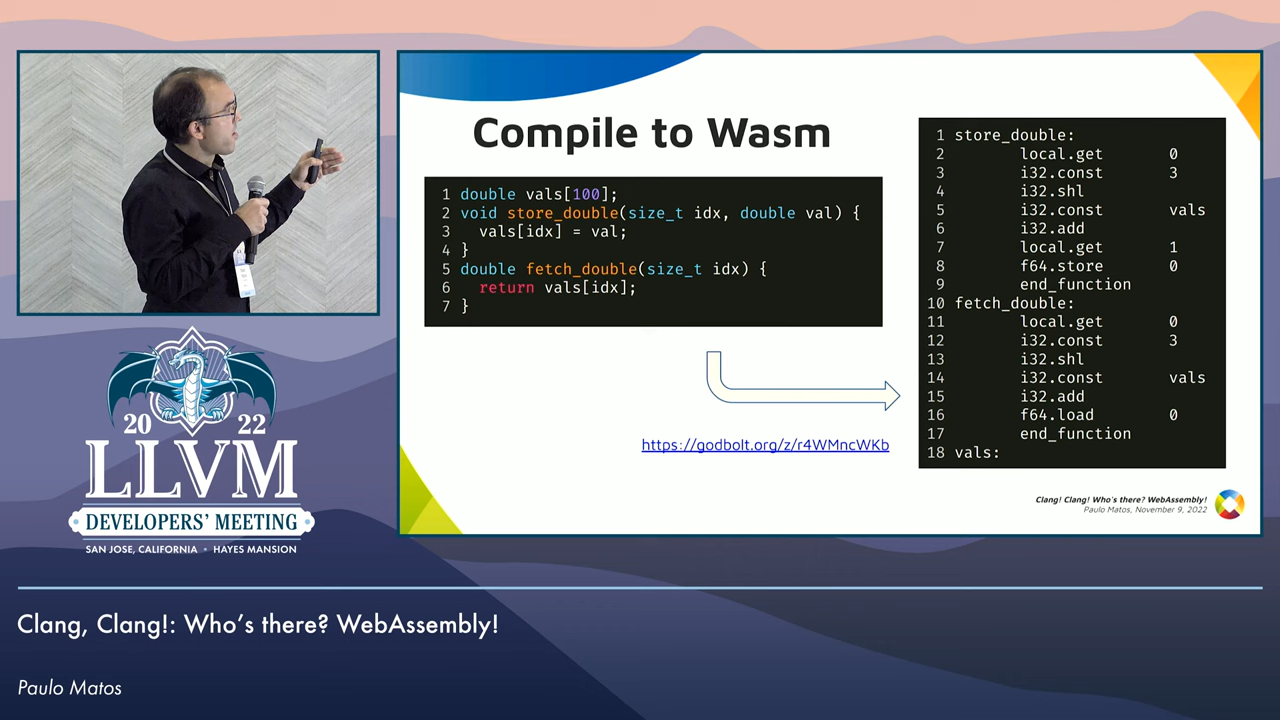 Compile to Wasm
1 double vals[100];
2 void store_double(size_t idx, double val) {
3   vals[idx] = val;
4 }
5 double fetch_double(size_t idx) {
6   return vals[idx];
7 }
https://godbolt.org/z/r4WMncWKb
1 store_double:
2 local.get 0
3 i32.const 3
4 i32.shl
5 i32.const vals
6 i32.add
7 local.get 1
8 f64.store 0
9 end_function
10 fetch_double:
11 local.get 0
12 i32.const 3
13 i32.shl
14 i32.const vals
15 i32.add
16 f64.load 0
17 end_function
18 vals:
Clang! Clang! Who's there? WebAssembly!
Paulo Matos, November 9, 2022
20 22
LLVM
DEVELOPERS' MEETING
SAN JOSE, CALIFORNIA • HAYES MANSION
Clang, Clang!: Who's there? WebAssembly!
Paulo Matos